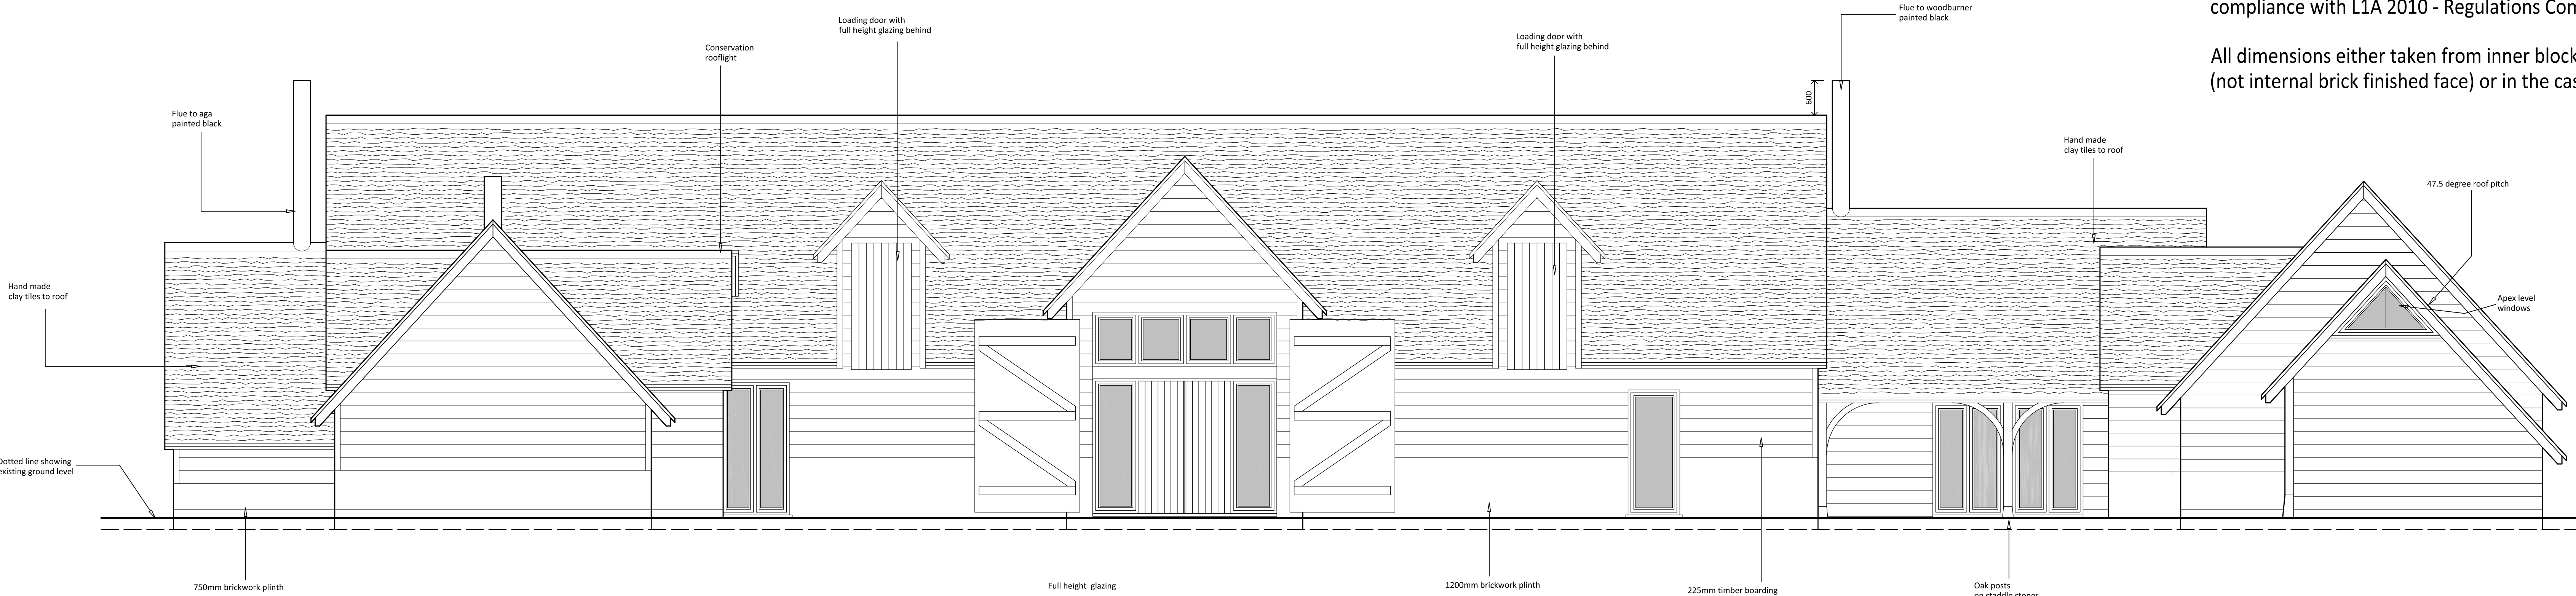 compliance with L1A 2010 - Regulations
All dimensions either taken from inner block
(not internal brick finished face) or in the
Flue to woodburner
painted black
Loading door with
full height glazing behind
Loading door with
full height glazing behind
Conservation
rooflight
600
Flue to aga
painted black
Hand made
clay tiles to roof
47.5 degree roof pitch
Hand made
clay tiles to roof
Apex level
windows
Dotted line showing
existing ground level
750mm brickwork plinth
Full height glazing
1200mm brickwork plinth
225mm timber boarding
Oak posts
on staddle stones